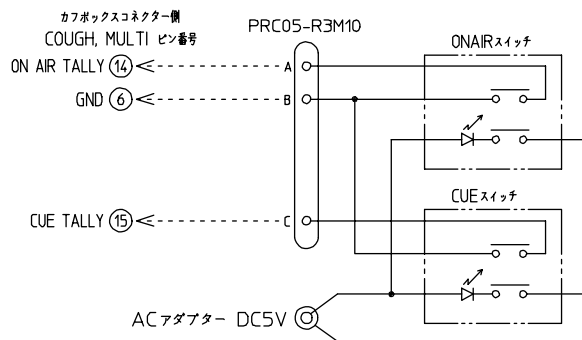 カフボックスコネクター側
COUGH, MULTI ピン番号
PRC05-R3M10
ONAIRスイッチ
ON AIR TALLY 14
A
GND 6
B
CUEスイッチ
CUE TALLY 15
C
ACアダプター DC5V